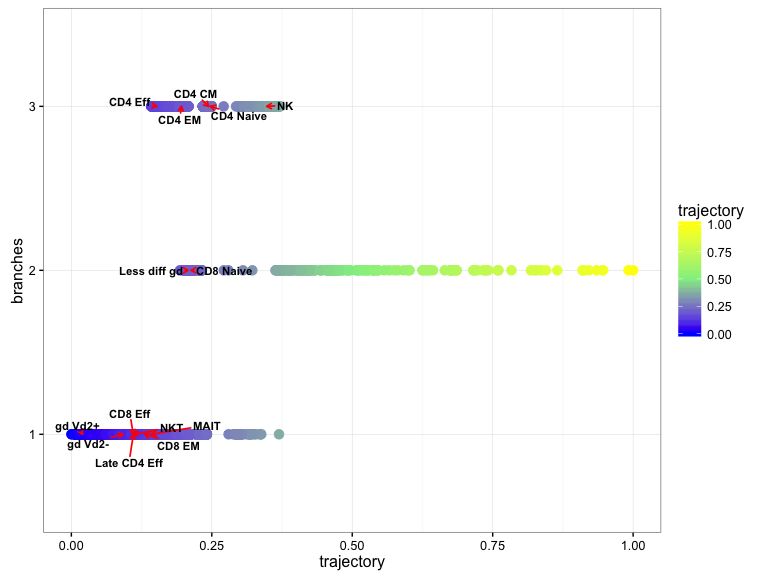 3
CD4 CM
CD4 Eff
NK
CD4 Naive
CD4 EM
branches
2
Less diff gd
CD8 Naive
1
CD8 Eff
gd Vd2+
NKT
MAIT
gd Vd2-
CD8 EM
Late CD4 Eff
0.00
0.25
0.50
0.75
1.00
trajectory
trajectory
1.00
0.75
0.50
0.25
0.00